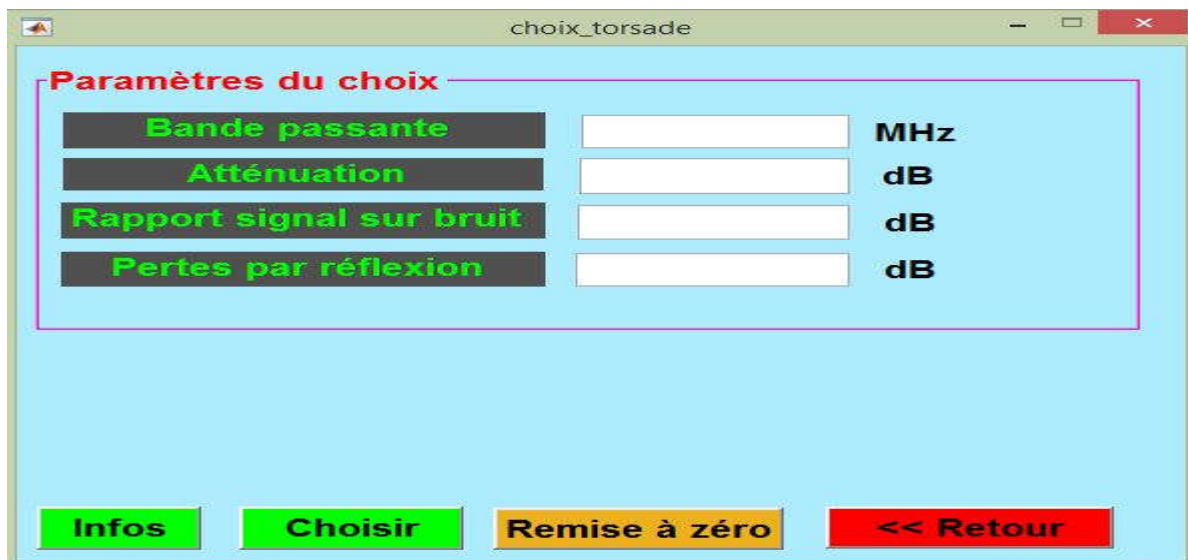 choix_torsade
Paramètres du choix
Bande passante MHz
Atténuation dB
Rapport signal sur bruit dB
Pertes par réflexion dB
Infos Choisir Remise à zéro << Retour